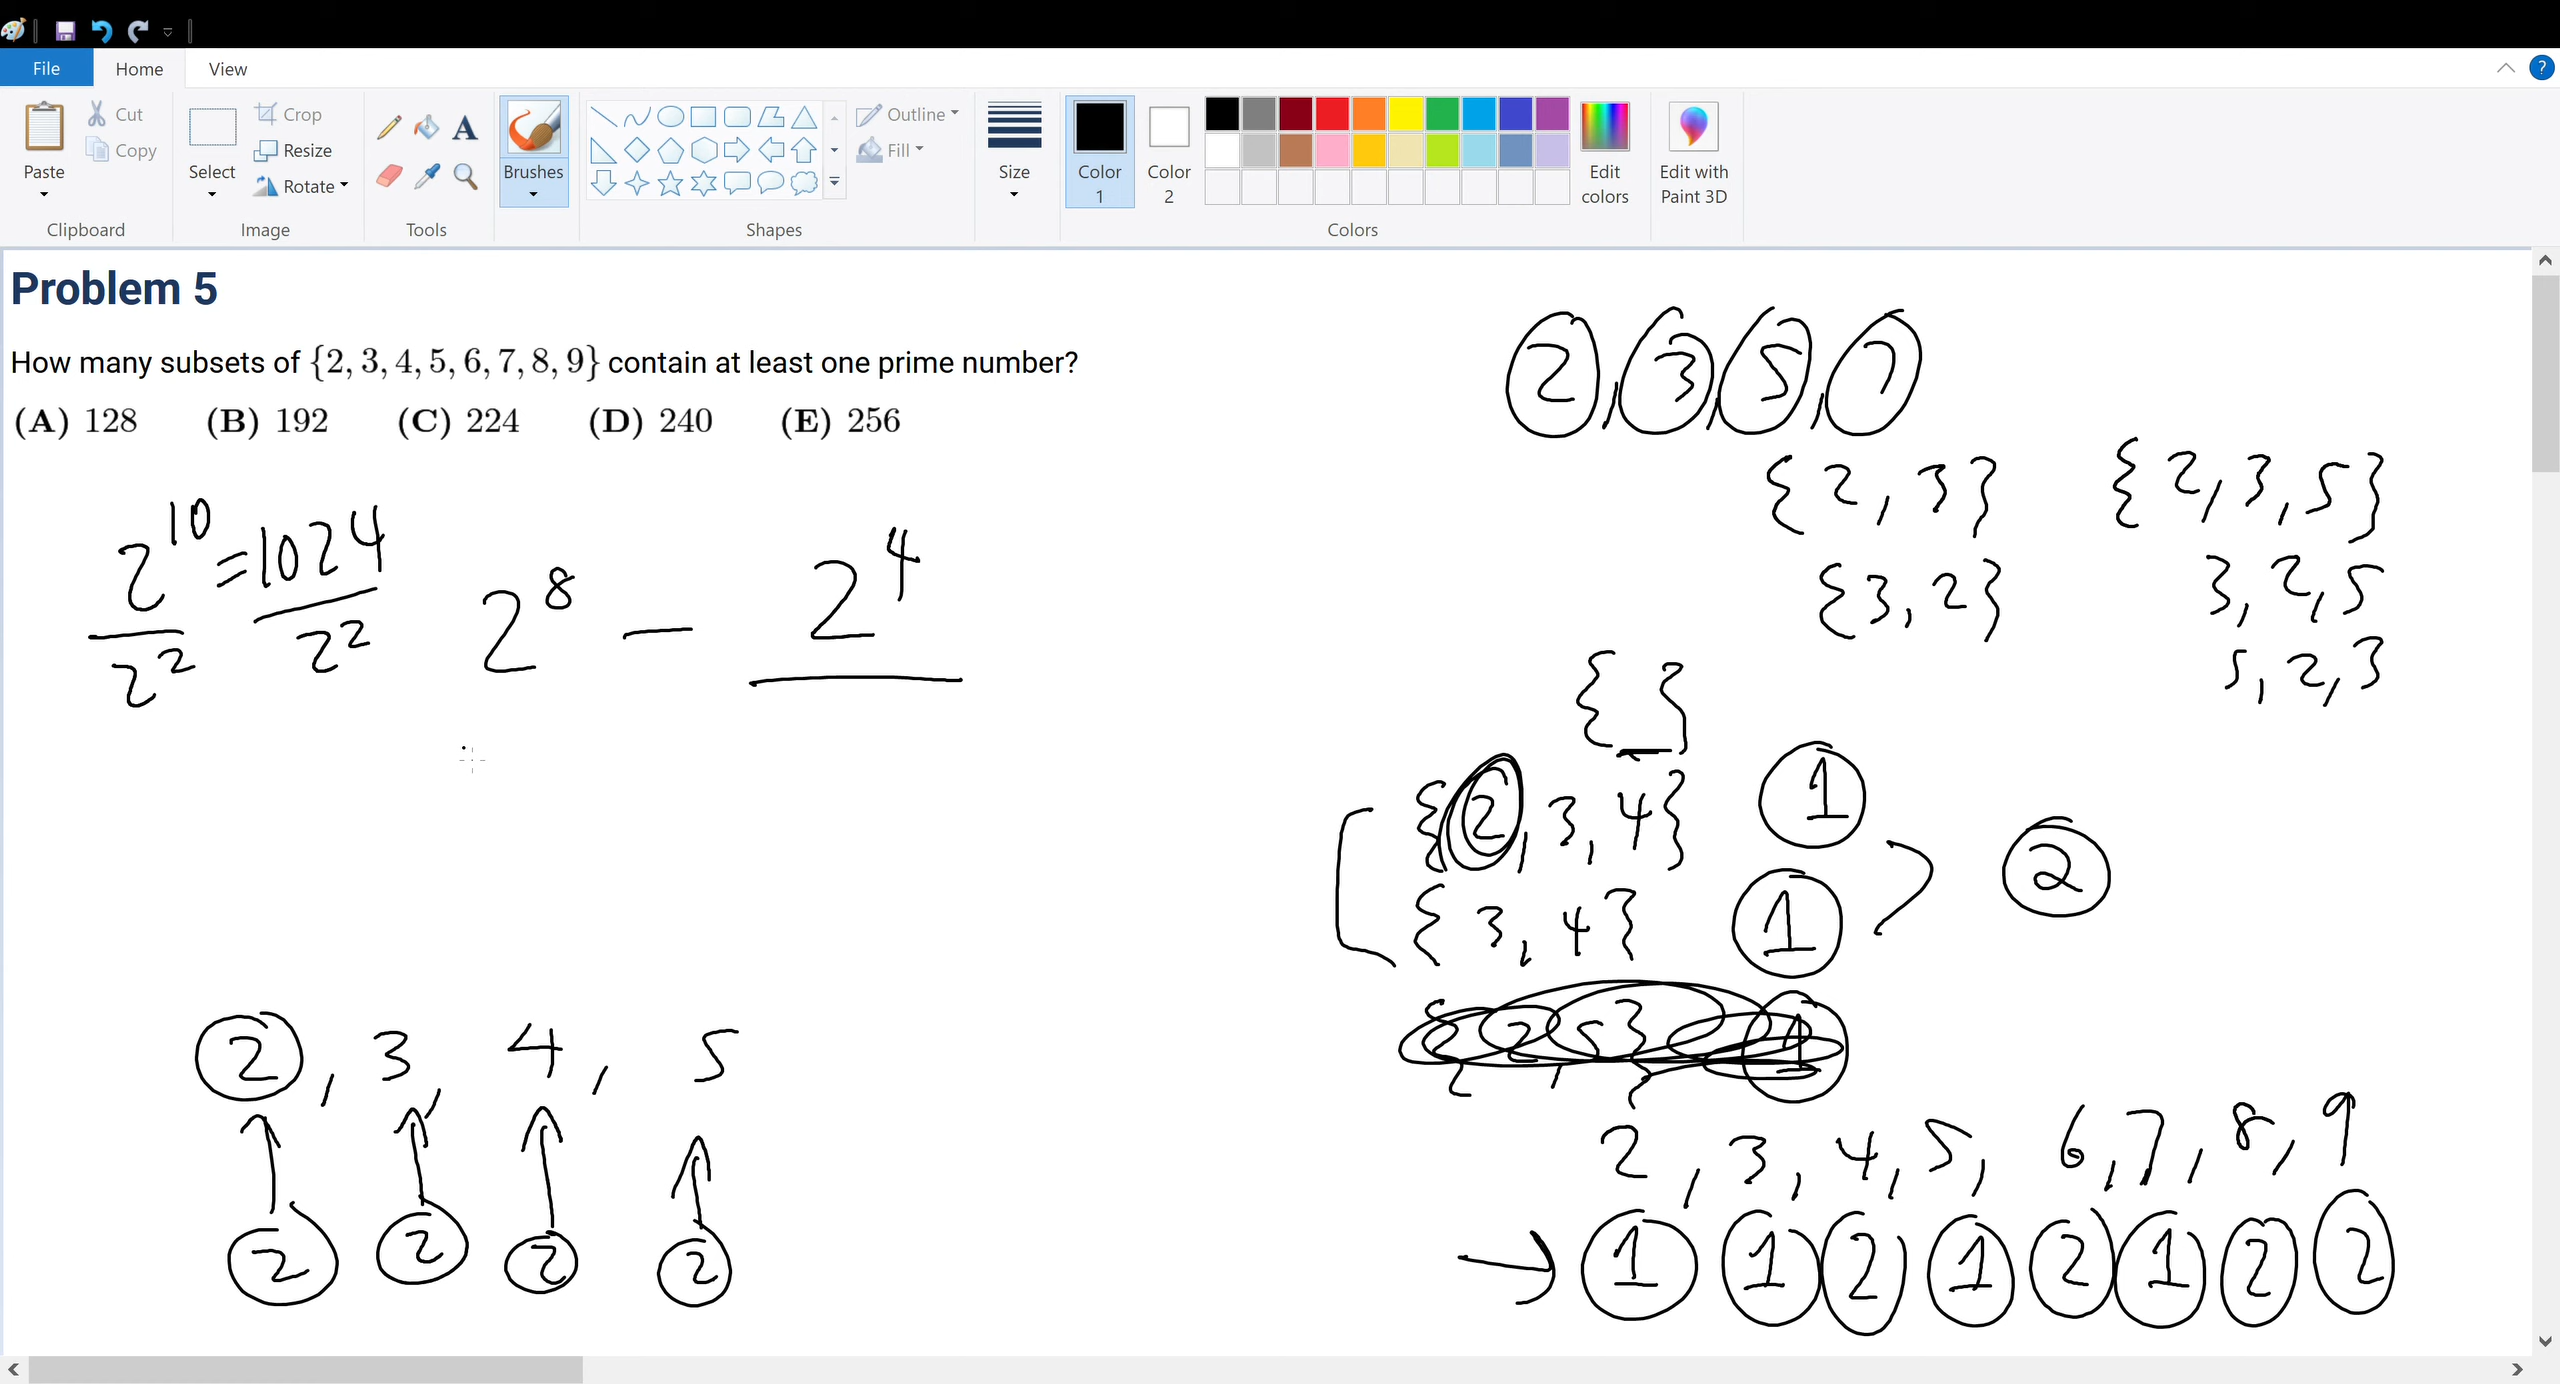 File Home View
Paste
Cut
Copy
Clipboard
Select
Crop
Resize
Rotate
Image
Tools
Brushes
Shapes
Outline
Fill
Size
Color 1
Color 2
Colors
Edit colors
Edit with Paint 3D
Problem 5
How many subsets of {2, 3, 4, 5, 6, 7, 8, 9} contain at least one prime number?
(A) 128 (B) 192 (C) 224 (D) 240 (E) 256
2, 3, 5, 7
{2, 3} {2, 3, 5}
{3, 2} 3, 2, 5
5, 2, 3
2^10 = 1024
2^2 2^2
2^8 - 2^4
{ }
{2, 3, 4} 1
2
{3, 4} 1
{2, 5} 1
2, 3, 4, 5
2 2 2 2
2, 3, 4, 5, 6, 7, 8, 9
→ 1 1 2 1 2 1 2 2